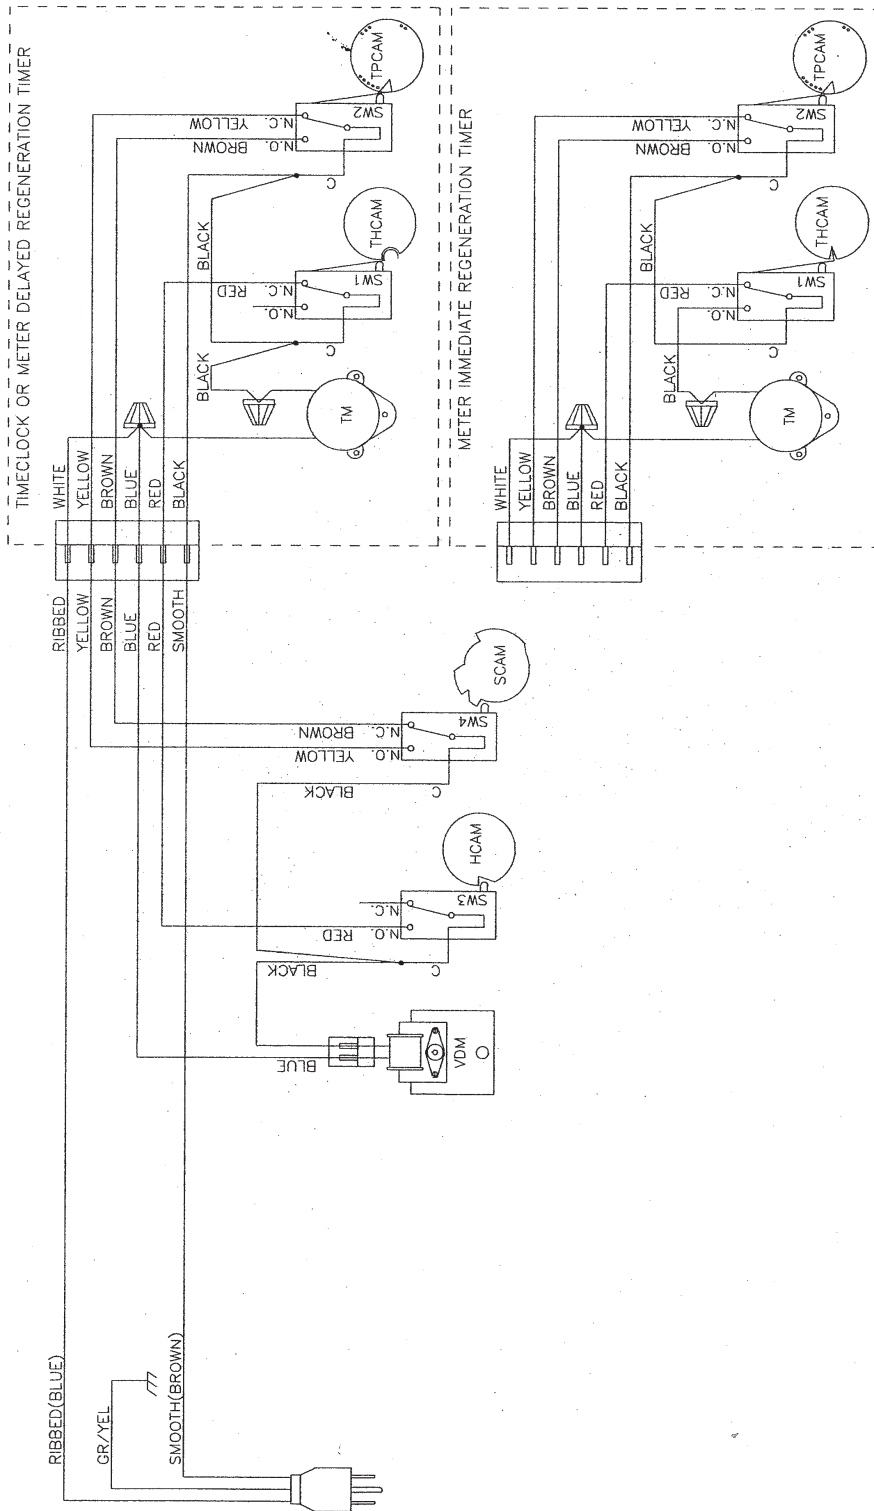 TIMECLOCK OR METER DELAYED REGENERATION TIMER
WHITE
YELLOW
BROWN
BLUE
RED
BLACK
BLACK
BLACK
TM
RED
N.C.
N.O.
SW1
C
THCAM
YELLOW
BROWN
N.C.
N.O.
SW2
C
TPCAM
METER IMMEDIATE REGENERATION TIMER
WHITE
YELLOW
BROWN
BLUE
RED
BLACK
BLACK
BLACK
TM
RED
N.C.
N.O.
SW1
C
THCAM
YELLOW
BROWN
N.C.
N.O.
SW2
C
TPCAM
RIBBED
YELLOW
BROWN
BLUE
RED
SMOOTH
BROWN
YELLOW
N.C.
N.O.
SW4
C
SCAM
BLACK
RED
N.C.
N.O.
SW3
C
HCAM
BLACK
BLUE
VDM
RIBBED(BLUE)
GR/YEL
SMOOTH(BROWN)